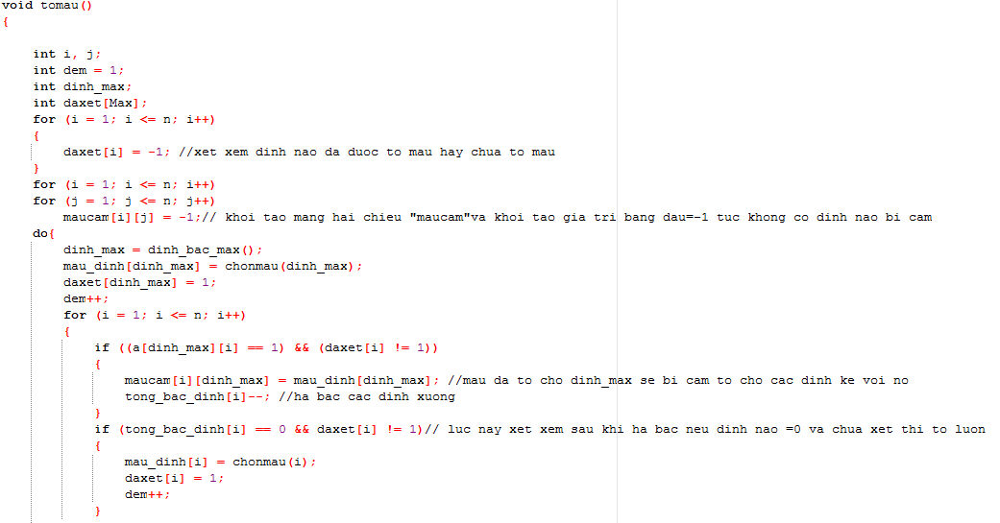 void tomau()
{
int i, j;
int dem = 1;
int dinh_max;
int daxet[Max];
for (i = 1; i <= n; i++)
{
daxet[i] = -1; //xet xem dinh nao da duoc to mau hay chua to mau
}
for (i = 1; i <= n; i++)
for (j = 1; j <= n; j++)
maucam[i][j] = -1;// khoi tao mang hai chieu "maucam"va khoi tao gia tri bang dau=-1 tuc khong co dinh nao bi cam
do{
dinh_max = dinh_bac_max();
mau_dinh[dinh_max] = chonmau(dinh_max);
daxet[dinh_max] = 1;
dem++;
for (i = 1; i <= n; i++)
{
if ((a[dinh_max][i] == 1) && (daxet[i] != 1))
{
maucam[i][dinh_max] = mau_dinh[dinh_max]; //mau da to cho dinh_max se bi cam to cho cac dinh ke voi no
tong_bac_dinh[i]--; //ha bac cac dinh xuong
}
if (tong_bac_dinh[i] == 0 && daxet[i] != 1)// luc nay xet xem sau khi ha bac neu dinh nao =0 va chua xet thi to luon
{
mau_dinh[i] = chonmau(i);
daxet[i] = 1;
dem++;
}